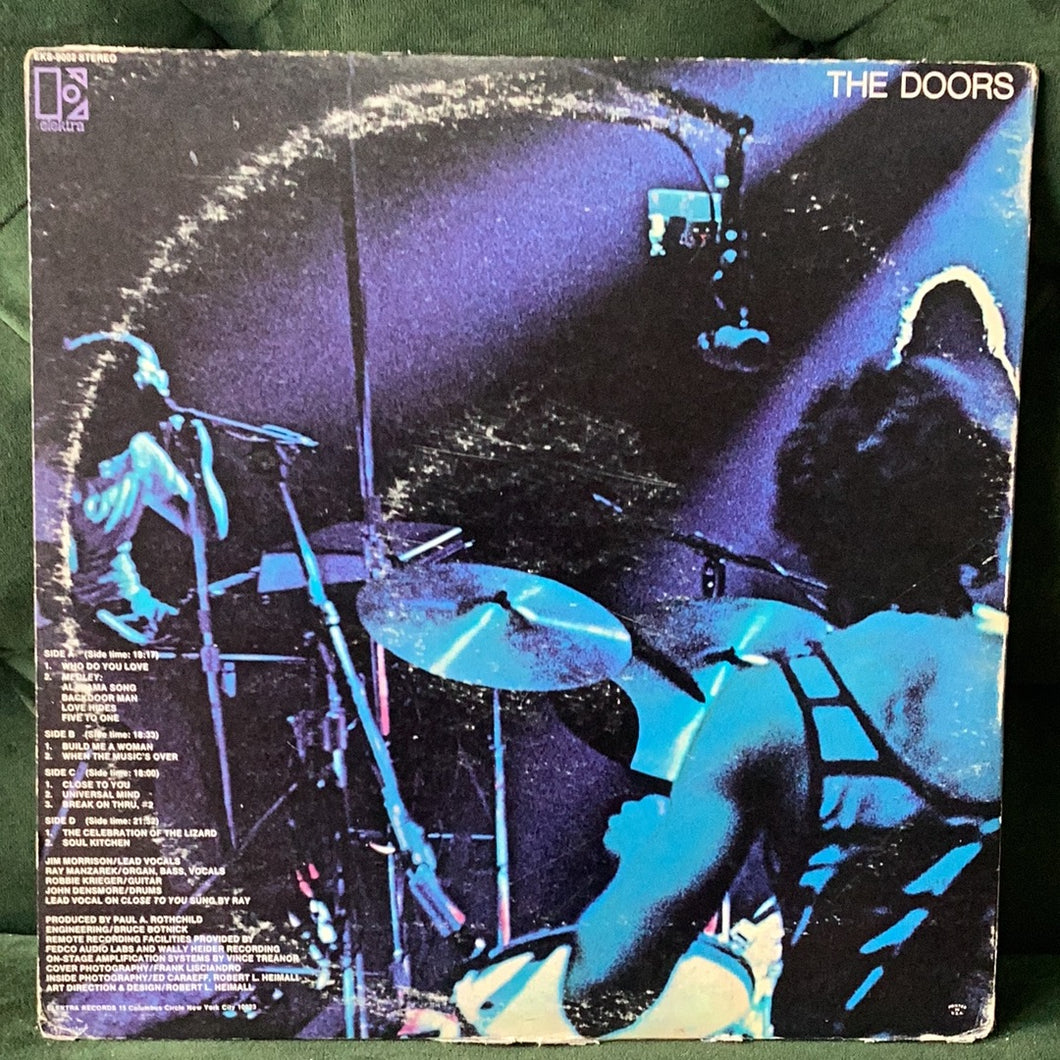 EKS-9002 STEREO
elektra
THE DOORS
SIDE A (Side time: 19:17)
1. WHO DO YOU LOVE
2. MEDLEY:
ALABAMA SONG
BACKDOOR MAN
LOVE HIDES
FIVE TO ONE
SIDE B (Side time: 18:33)
1. BUILD ME A WOMAN
2. WHEN THE MUSIC'S OVER
SIDE C (Side time: 18:00)
1. CLOSE TO YOU
2. UNIVERSAL MIND
3. BREAK ON THRU, #2
SIDE D (Side time: 21:32)
1. THE CELEBRATION OF THE LIZARD
2. SOUL KITCHEN
JIM MORRISON/LEAD VOCALS
RAY MANZAREK/ORGAN, BASS, VOCALS
ROBBIE KRIEGER/GUITAR
JOHN DENSMORE/DRUMS
LEAD VOCAL ON CLOSE TO YOU SUNG BY RAY
PRODUCED BY PAUL A. ROTHCHILD
ENGINEERING/BRUCE BOTNICK
REMOTE RECORDING FACILITIES PROVIDED BY
FEDCO AUDIO LABS AND WALLY HEIDER RECORDING
ON-STAGE AMPLIFICATION SYSTEMS BY VINCE TREANOR
COVER PHOTOGRAPHY/FRANK LISCIANDRO
INSIDE PHOTOGRAPHY/ED CARAEFF, ROBERT L. HEIMALL
ART DIRECTION & DESIGN/ROBERT L. HEIMALL
ELEKTRA RECORDS 15 Columbus Circle New York City 10023